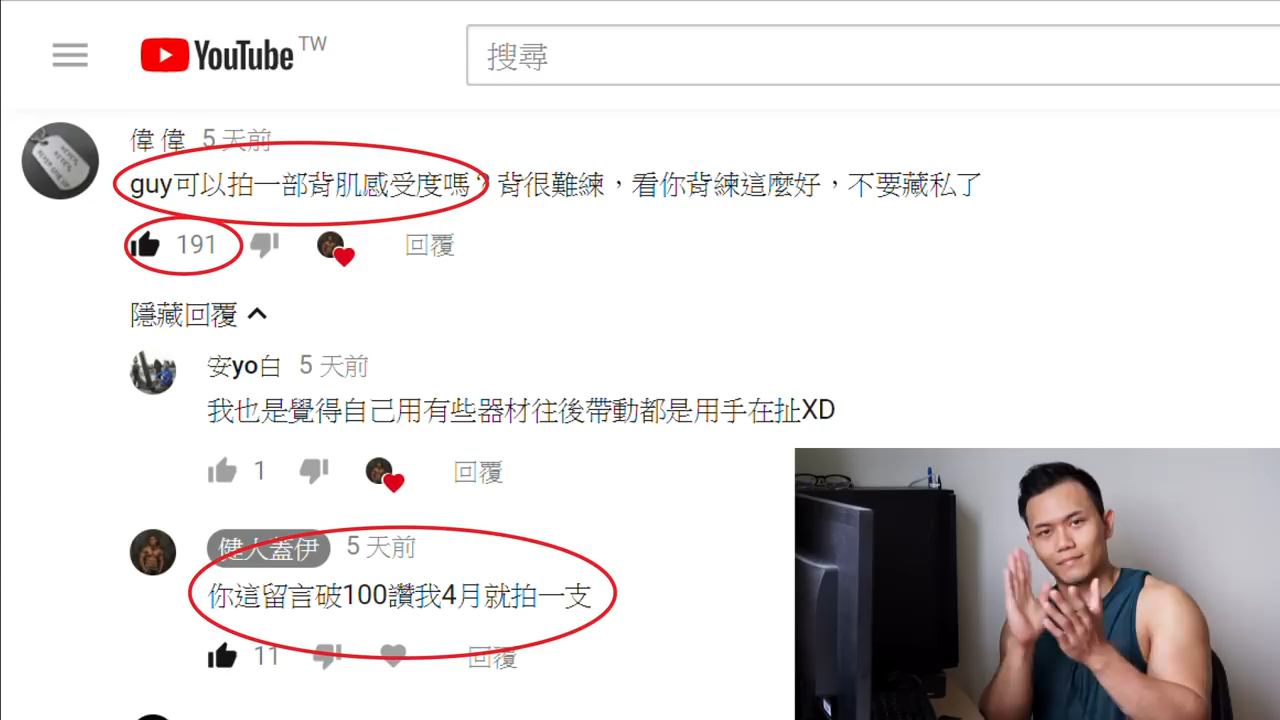 YouTube TW
搜尋
偉 偉 5 天前
guy可以拍一部背肌感受度嗎？背很難練，看你背練這麼好，不要藏私了
191 回覆
隱藏回覆
安yo白 5 天前
我也是覺得自己用有些器材往後帶動都是用手在扯XD
1 回覆
健人蓋伊 5 天前
你這留言破100讚我4月就拍一支
11 回覆